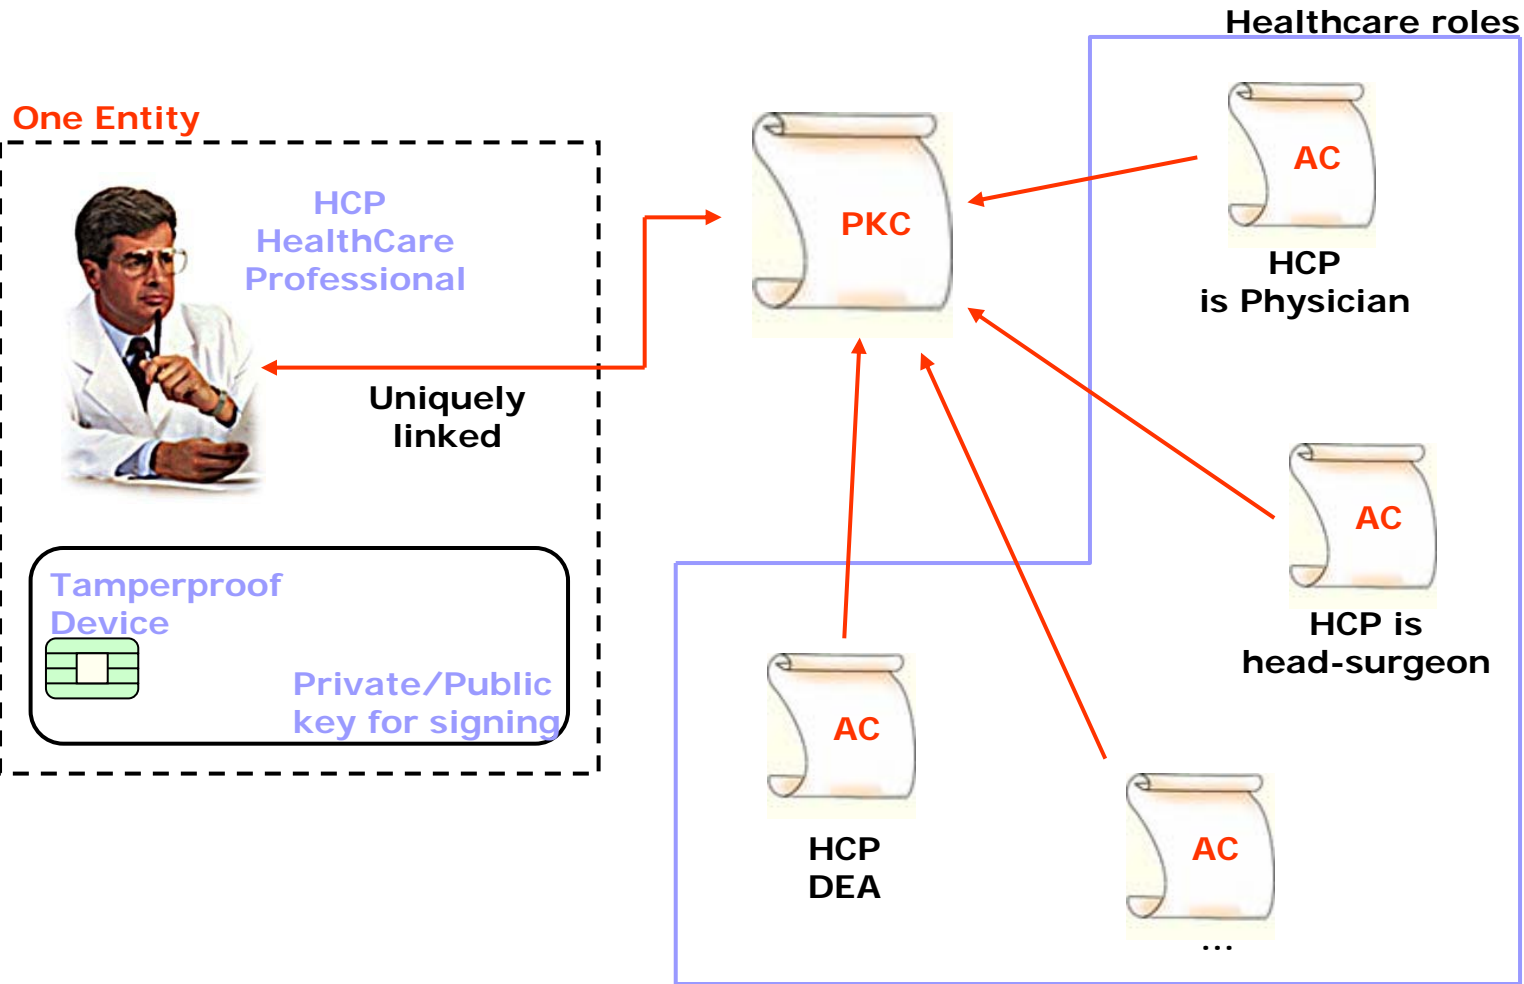 Healthcare roles
One Entity
HCP
HealthCare
Professional
Uniquely
linked
Tamperproof
Device
Private/Public
key for signing
PKC
AC
HCP
is Physician
AC
HCP is
head-surgeon
AC
HCP
DEA
AC
...